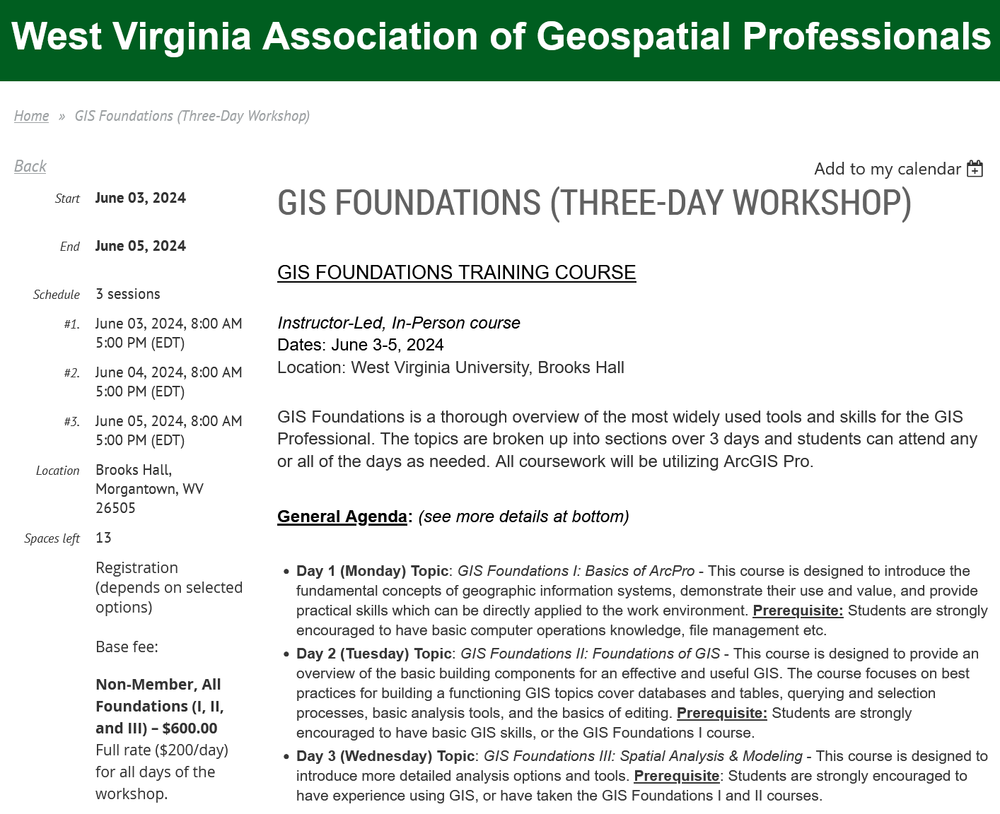 West Virginia Association of Geospatial Professionals
Home » GIS Foundations (Three-Day Workshop)
Back
Add to my calendar
Start June 03, 2024
End June 05, 2024
Schedule 3 sessions
#1. June 03, 2024, 8:00 AM
5:00 PM (EDT)
#2. June 04, 2024, 8:00 AM
5:00 PM (EDT)
#3. June 05, 2024, 8:00 AM
5:00 PM (EDT)
Location Brooks Hall,
Morgantown, WV
26505
Spaces left 13
Registration
(depends on selected
options)
Base fee:
Non-Member, All
Foundations (I, II,
and III) – $600.00
Full rate ($200/day)
for all days of the
workshop.
GIS FOUNDATIONS (THREE-DAY WORKSHOP)
GIS FOUNDATIONS TRAINING COURSE
Instructor-Led, In-Person course
Dates: June 3-5, 2024
Location: West Virginia University, Brooks Hall
GIS Foundations is a thorough overview of the most widely used tools and skills for the GIS
Professional. The topics are broken up into sections over 3 days and students can attend any
or all of the days as needed. All coursework will be utilizing ArcGIS Pro.
General Agenda: (see more details at bottom)
• Day 1 (Monday) Topic: GIS Foundations I: Basics of ArcPro - This course is designed to introduce the
fundamental concepts of geographic information systems, demonstrate their use and value, and provide
practical skills which can be directly applied to the work environment. Prerequisite: Students are strongly
encouraged to have basic computer operations knowledge, file management etc.
• Day 2 (Tuesday) Topic: GIS Foundations II: Foundations of GIS - This course is designed to provide an
overview of the basic building components for an effective and useful GIS. The course focuses on best
practices for building a functioning GIS topics cover databases and tables, querying and selection
processes, basic analysis tools, and the basics of editing. Prerequisite: Students are strongly
encouraged to have basic GIS skills, or the GIS Foundations I course.
• Day 3 (Wednesday) Topic: GIS Foundations III: Spatial Analysis & Modeling - This course is designed to
introduce more detailed analysis options and tools. Prerequisite: Students are strongly encouraged to
have experience using GIS, or have taken the GIS Foundations I and II courses.